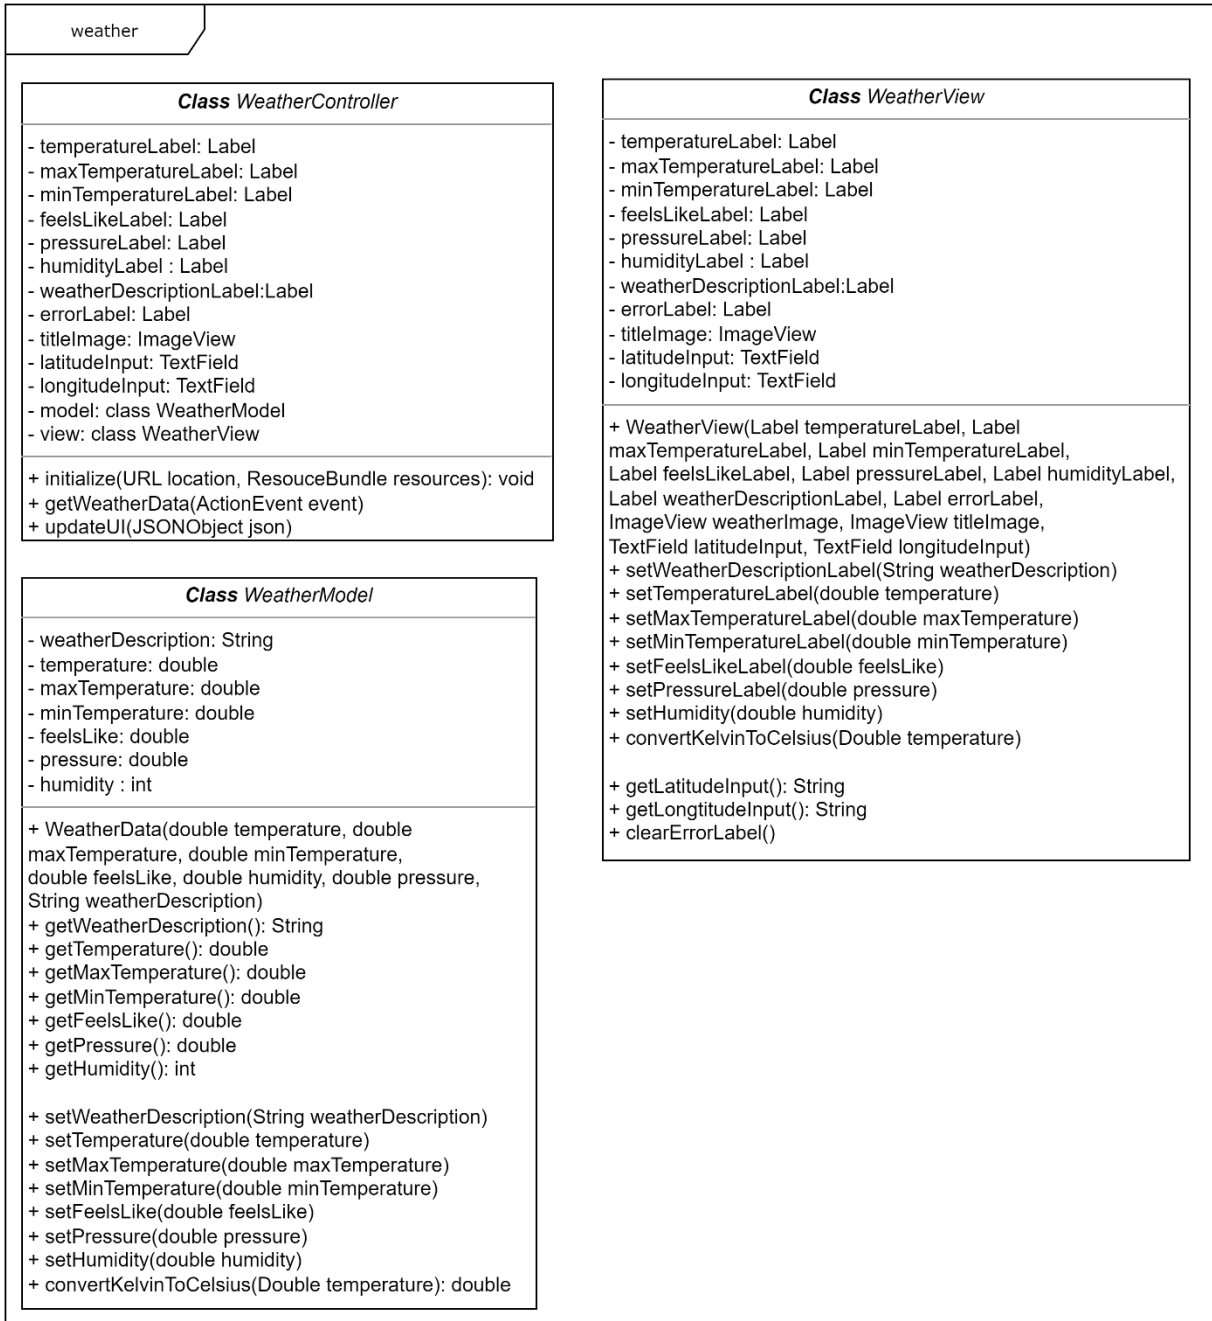 weather
Class WeatherController
- temperatureLabel: Label
- maxTemperatureLabel: Label
- minTemperatureLabel: Label
- feelsLikeLabel: Label
- pressureLabel: Label
- humidityLabel : Label
- weatherDescriptionLabel:Label
- errorLabel: Label
- titleImage: ImageView
- latitudeInput: TextField
- longitudeInput: TextField
- model: class WeatherModel
- view: class WeatherView
+ initialize(URL location, ResouceBundle resources): void
+ getWeatherData(ActionEvent event)
+ updateUI(JSONObject json)
Class WeatherModel
- weatherDescription: String
- temperature: double
- maxTemperature: double
- minTemperature: double
- feelsLike: double
- pressure: double
- humidity : int
+ WeatherData(double temperature, double
maxTemperature, double minTemperature,
double feelsLike, double humidity, double pressure,
String weatherDescription)
+ getWeatherDescription(): String
+ getTemperature(): double
+ getMaxTemperature(): double
+ getMinTemperature(): double
+ getFeelsLike(): double
+ getPressure(): double
+ getHumidity(): int
+ setWeatherDescription(String weatherDescription)
+ setTemperature(double temperature)
+ setMaxTemperature(double maxTemperature)
+ setMinTemperature(double minTemperature)
+ setFeelsLike(double feelsLike)
+ setPressure(double pressure)
+ setHumidity(double humidity)
+ convertKelvinToCelsius(Double temperature): double
Class WeatherView
- temperatureLabel: Label
- maxTemperatureLabel: Label
- minTemperatureLabel: Label
- feelsLikeLabel: Label
- pressureLabel: Label
- humidityLabel : Label
- weatherDescriptionLabel:Label
- errorLabel: Label
- titleImage: ImageView
- latitudeInput: TextField
- longitudeInput: TextField
+ WeatherView(Label temperatureLabel, Label
maxTemperatureLabel, Label minTemperatureLabel,
Label feelsLikeLabel, Label pressureLabel, Label humidityLabel,
Label weatherDescriptionLabel, Label errorLabel,
ImageView weatherImage, ImageView titleImage,
TextField latitudeInput, TextField longitudeInput)
+ setWeatherDescriptionLabel(String weatherDescription)
+ setTemperatureLabel(double temperature)
+ setMaxTemperatureLabel(double maxTemperature)
+ setMinTemperatureLabel(double minTemperature)
+ setFeelsLikeLabel(double feelsLike)
+ setPressureLabel(double pressure)
+ setHumidity(double humidity)
+ convertKelvinToCelsius(Double temperature)
+ getLatitudeInput(): String
+ getLongtitudeInput(): String
+ clearErrorLabel()